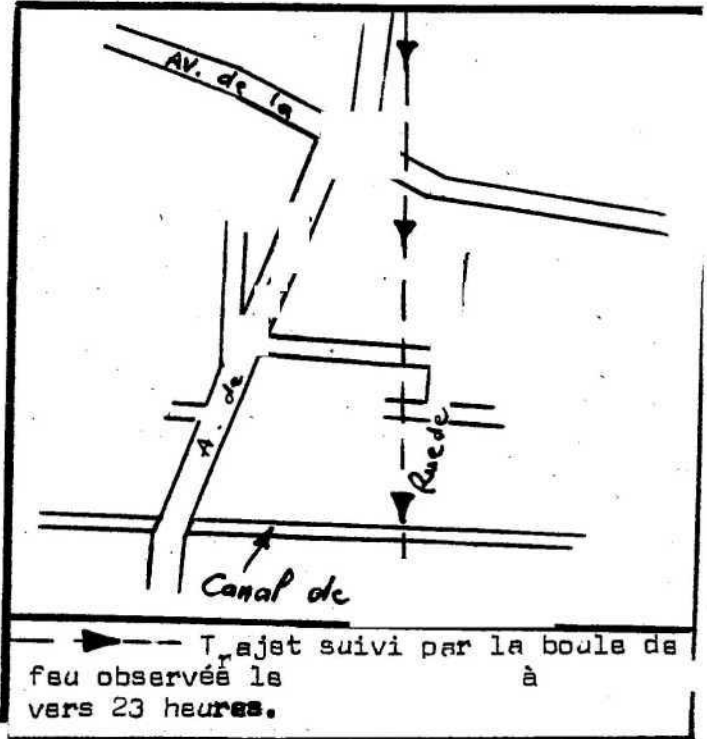 AV. de la
A. de
Rue de
Canal de
Trajet suivi par la boule de
feu observée le à
vers 23 heures.